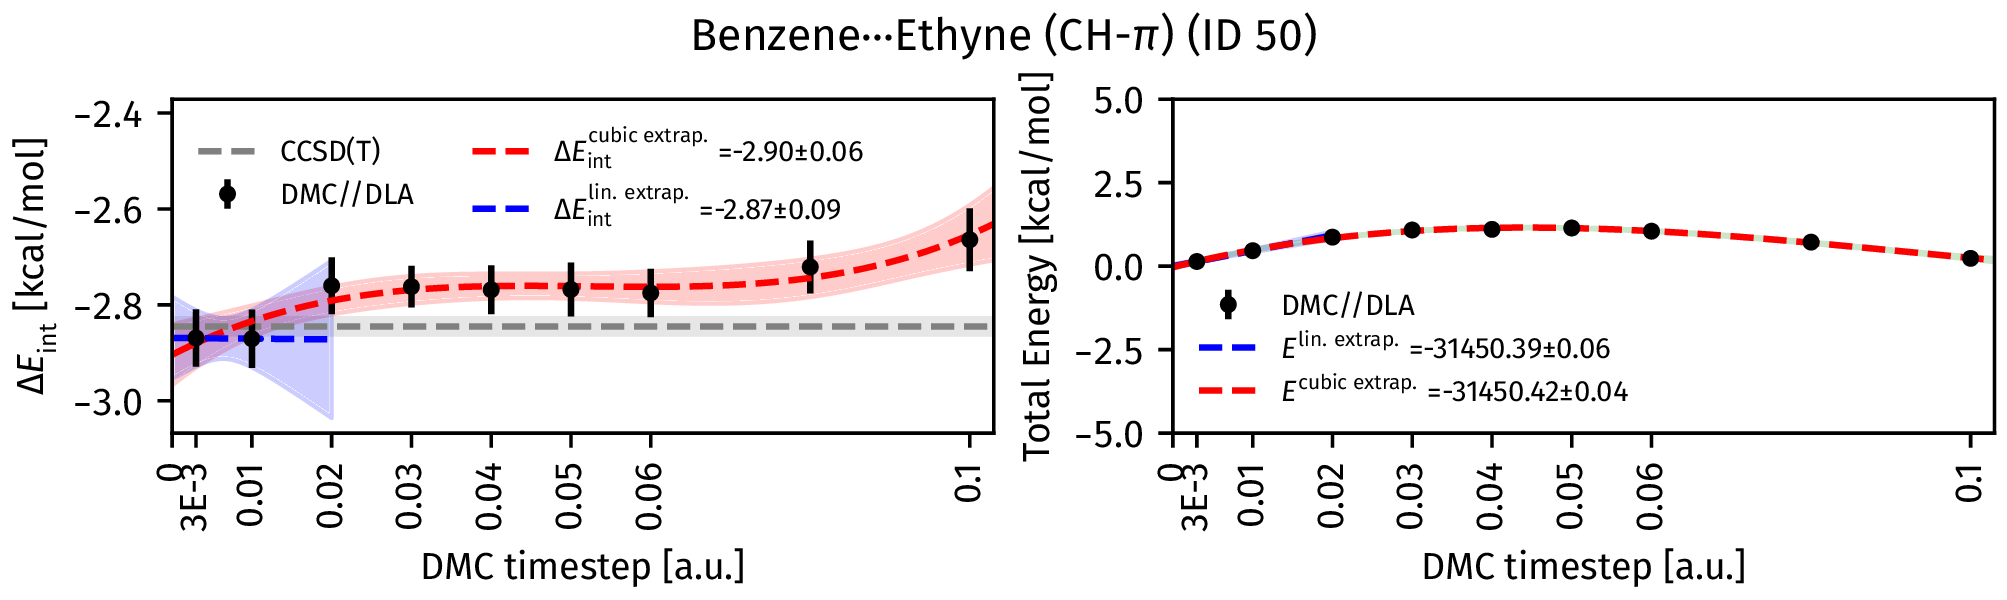 Benzene···Ethyne (CH-π) (ID 50)
ΔE_int [kcal/mol]
−2.4
−2.6
−2.8
−3.0
CCSD(T)
DMC//DLA
ΔE_int^cubic extrap. =-2.90±0.06
ΔE_int^lin. extrap. =-2.87±0.09
0
3E-3
0.01
0.02
0.03
0.04
0.05
0.06
0.1
DMC timestep [a.u.]
Total Energy [kcal/mol]
5.0
2.5
0.0
−2.5
−5.0
DMC//DLA
E^lin. extrap. =-31450.39±0.06
E^cubic extrap. =-31450.42±0.04
0
3E-3
0.01
0.02
0.03
0.04
0.05
0.06
0.1
DMC timestep [a.u.]